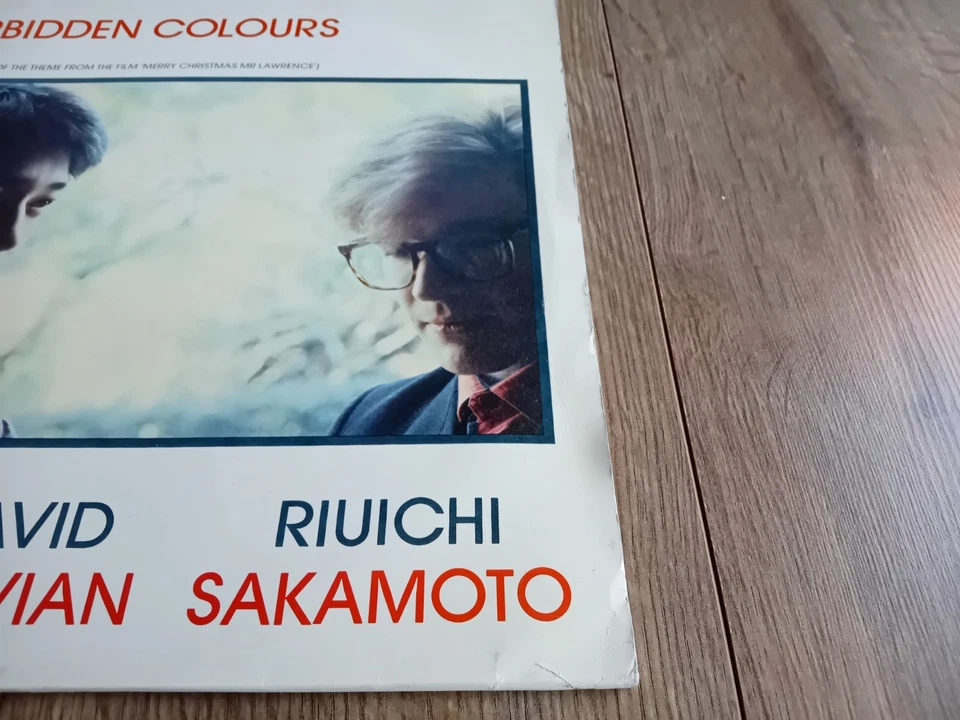 RBIDDEN COLOURS
OF THE THEME FROM THE FILM 'MERRY CHRISTMAS MR LAWRENCE')
AVID RIUICHI
VIAN SAKAMOTO